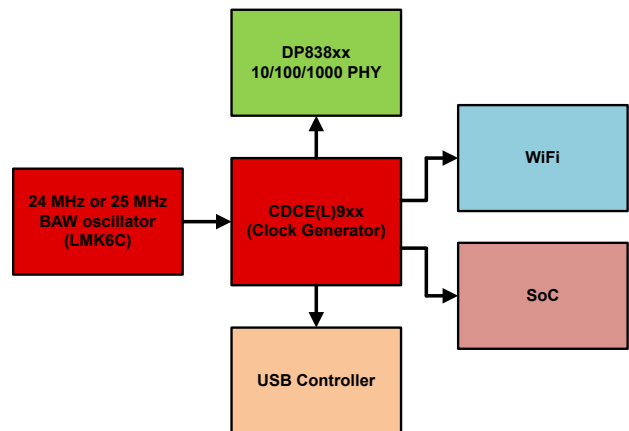 DP838xx
10/100/1000 PHY
WiFi
24 MHz or 25 MHz
BAW oscillator
(LMK6C)
CDCE(L)9xx
(Clock Generator)
SoC
USB Controller